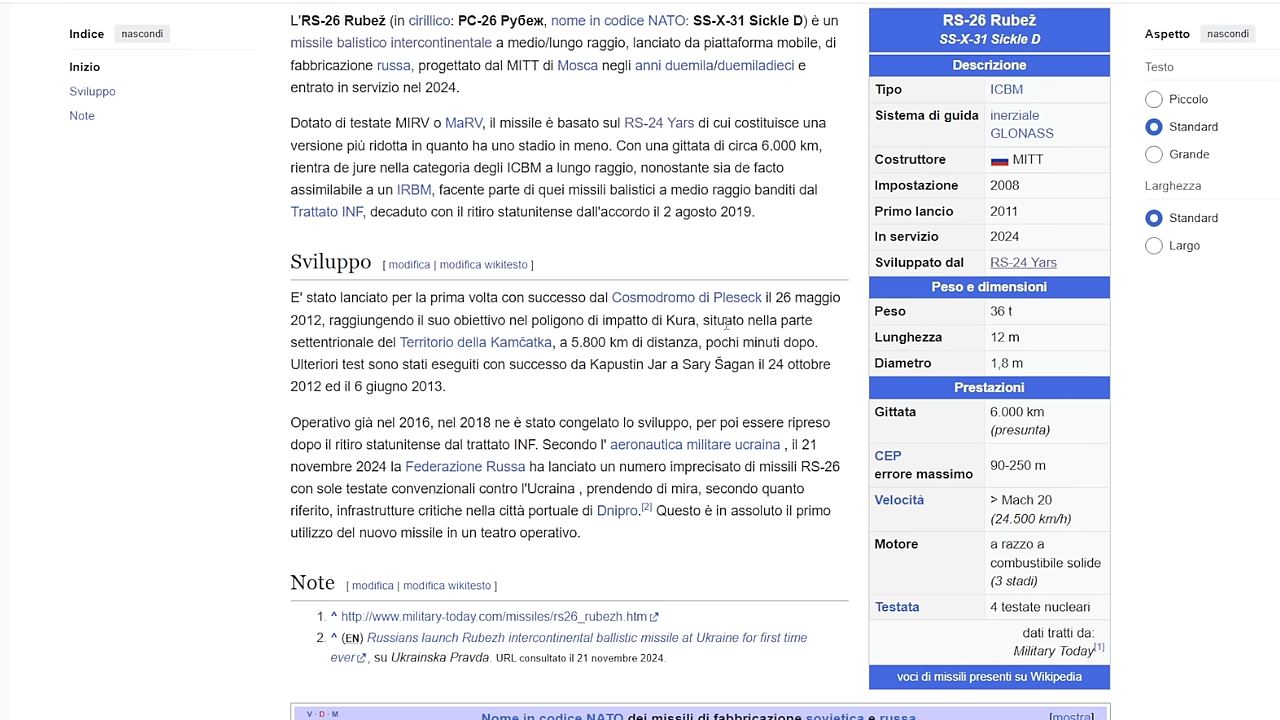 Indice nascondi
Inizio
Sviluppo
Note
L'RS-26 Rubež (in cirillico: РС-26 Рубеж, nome in codice NATO: SS-X-31 Sickle D) è un
missile balistico intercontinentale a medio/lungo raggio, lanciato da piattaforma mobile, di
fabbricazione russa, progettato dal MITT di Mosca negli anni duemila/duemiladieci e
entrato in servizio nel 2024.
Dotato di testate MIRV o MaRV, il missile è basato sul RS-24 Yars di cui costituisce una
versione più ridotta in quanto ha uno stadio in meno. Con una gittata di circa 6.000 km,
rientra de jure nella categoria degli ICBM a lungo raggio, nonostante sia de facto
assimilabile a un IRBM, facente parte di quei missili balistici a medio raggio banditi dal
Trattato INF, decaduto con il ritiro statunitense dall'accordo il 2 agosto 2019.
Sviluppo [ modifica | modifica wikitesto ]
E' stato lanciato per la prima volta con successo dal Cosmodromo di Pleseck il 26 maggio
2012, raggiungendo il suo obiettivo nel poligono di impatto di Kura, situato nella parte
settentrionale del Territorio della Kamčatka, a 5.800 km di distanza, pochi minuti dopo.
Ulteriori test sono stati eseguiti con successo da Kapustin Jar a Sary Šagan il 24 ottobre
2012 ed il 6 giugno 2013.
Operativo già nel 2016, nel 2018 ne è stato congelato lo sviluppo, per poi essere ripreso
dopo il ritiro statunitense dal trattato INF. Secondo l' aeronautica militare ucraina , il 21
novembre 2024 la Federazione Russa ha lanciato un numero imprecisato di missili RS-26
con sole testate convenzionali contro l'Ucraina , prendendo di mira, secondo quanto
riferito, infrastrutture critiche nella città portuale di Dnipro.[2] Questo è in assoluto il primo
utilizzo del nuovo missile in un teatro operativo.
Note [ modifica | modifica wikitesto ]
1. ^ http://www.military-today.com/missiles/rs26_rubezh.htm
2. ^ (EN) Russians launch Rubezh intercontinental ballistic missile at Ukraine for first time
ever, su Ukrainska Pravda. URL consultato il 21 novembre 2024.
V · D · M Nome in codice NATO dei missili di fabbricazione sovietica e russa [mostra]
RS-26 Rubež
SS-X-31 Sickle D
Descrizione
Tipo ICBM
Sistema di guida inerziale
GLONASS
Costruttore MITT
Impostazione 2008
Primo lancio 2011
In servizio 2024
Sviluppato dal RS-24 Yars
Peso e dimensioni
Peso 36 t
Lunghezza 12 m
Diametro 1,8 m
Prestazioni
Gittata 6.000 km
(presunta)
CEP
errore massimo 90-250 m
Velocità > Mach 20
(24.500 km/h)
Motore a razzo a
combustibile solide
(3 stadi)
Testata 4 testate nucleari
dati tratti da:
Military Today[1]
voci di missili presenti su Wikipedia
Aspetto nascondi
Testo
Piccolo
Standard
Grande
Larghezza
Standard
Largo